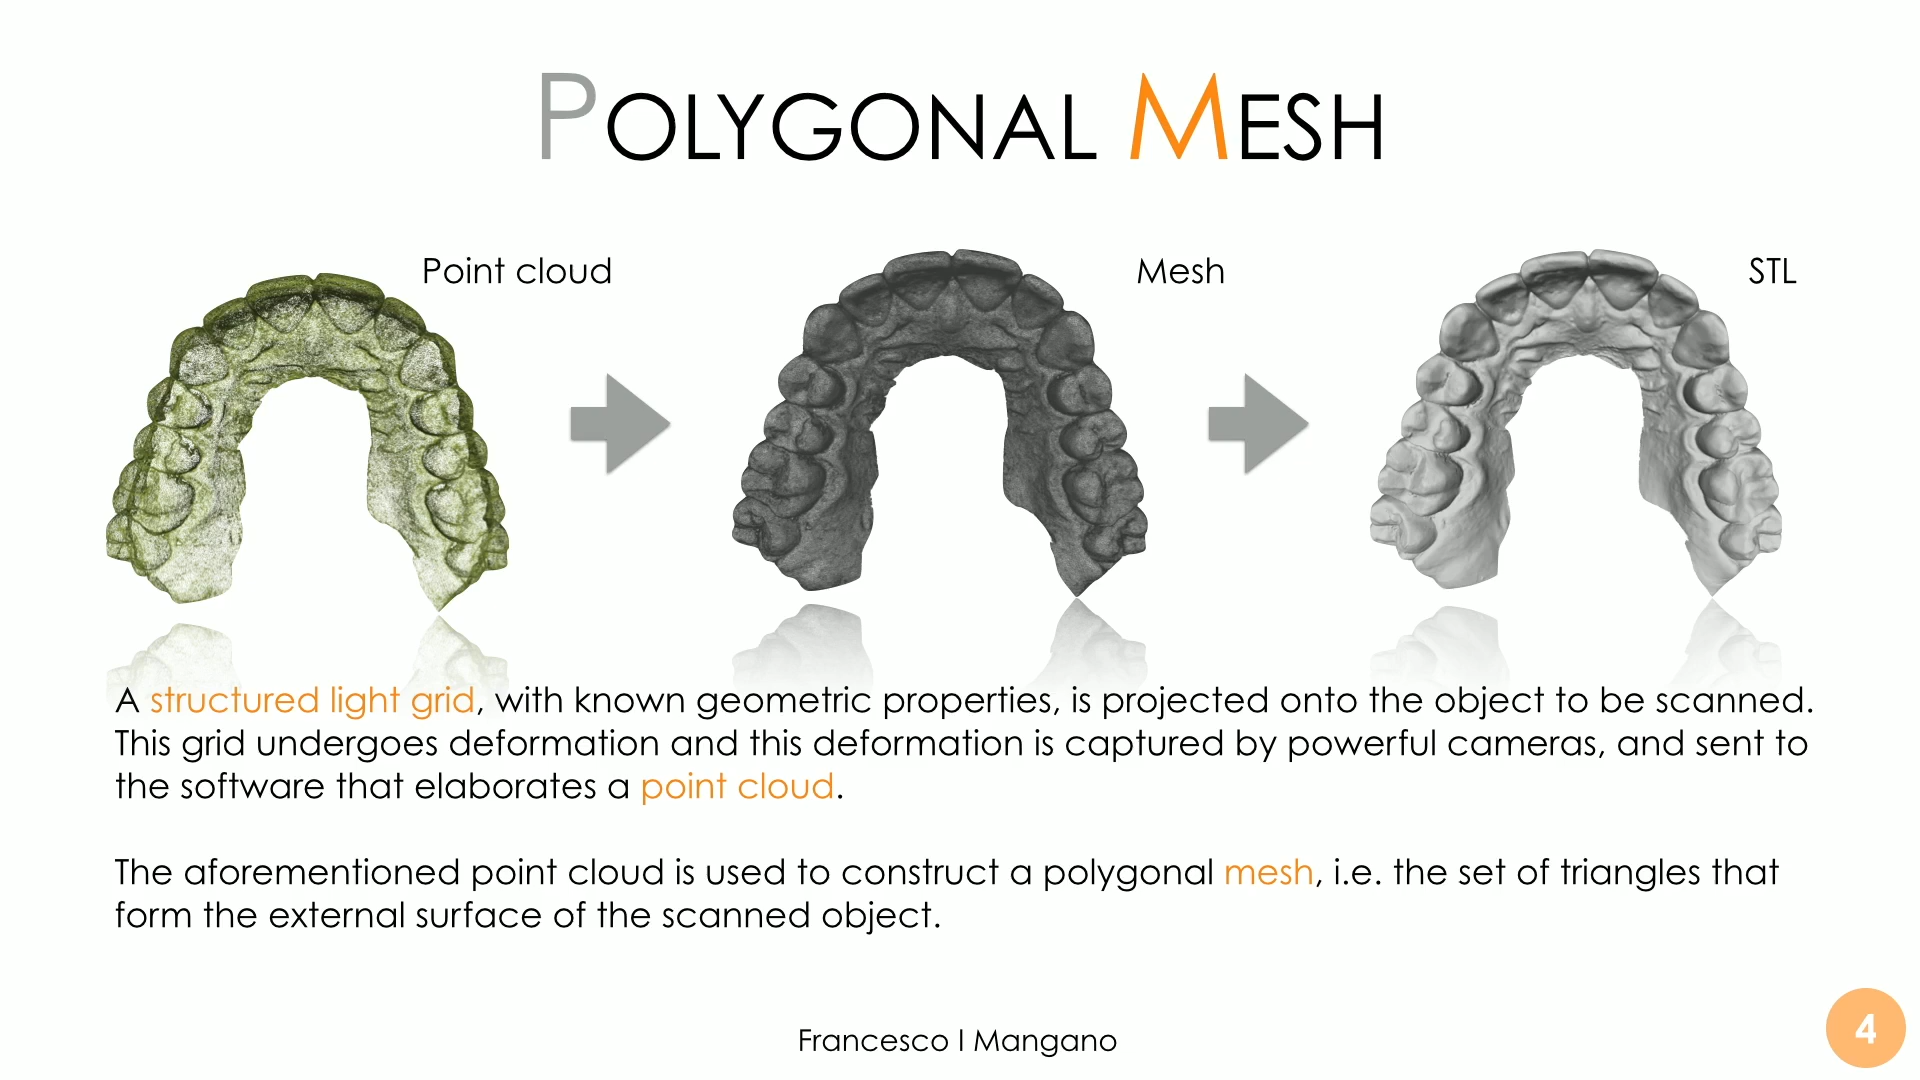 POLYGONAL MESH
Point cloud
Mesh
STL
A structured light grid, with known geometric properties, is projected onto the object to be scanned.
This grid undergoes deformation and this deformation is captured by powerful cameras, and sent to
the software that elaborates a point cloud.
The aforementioned point cloud is used to construct a polygonal mesh, i.e. the set of triangles that
form the external surface of the scanned object.
Francesco I Mangano
4